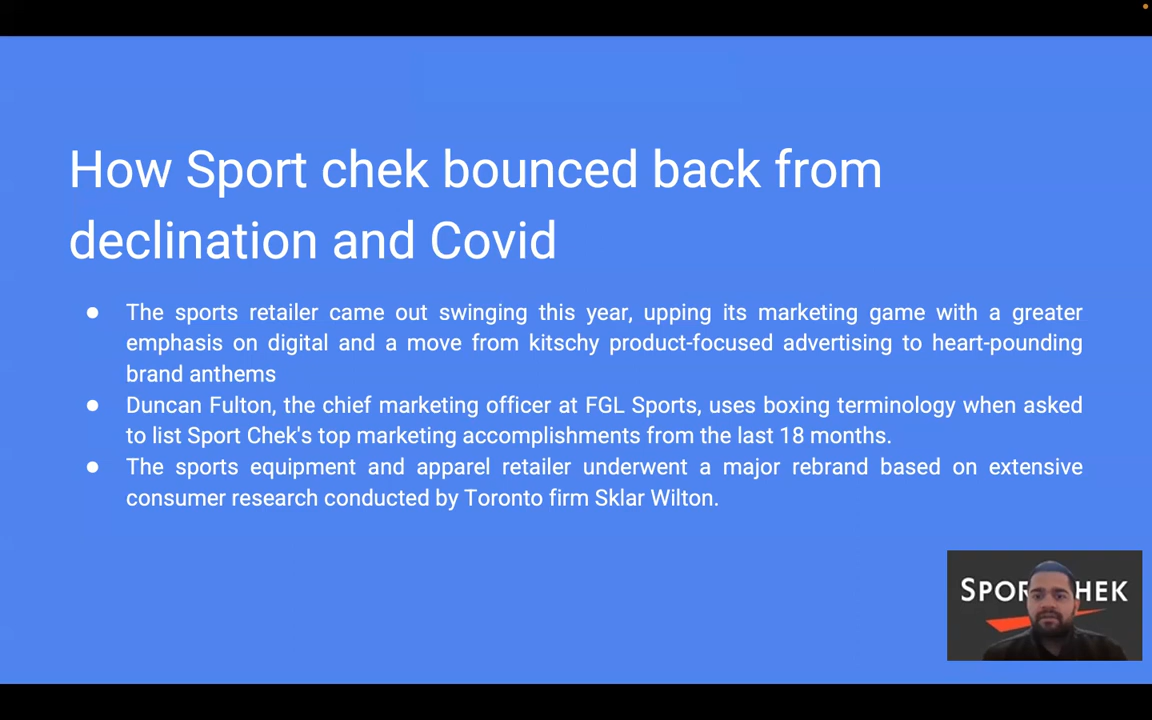 How Sport chek bounced back from
declination and Covid
● The sports retailer came out swinging this year, upping its marketing game with a greater
emphasis on digital and a move from kitschy product-focused advertising to heart-pounding
brand anthems
● Duncan Fulton, the chief marketing officer at FGL Sports, uses boxing terminology when asked
to list Sport Chek's top marketing accomplishments from the last 18 months.
● The sports equipment and apparel retailer underwent a major rebrand based on extensive
consumer research conducted by Toronto firm Sklar Wilton.
SPOR HEK